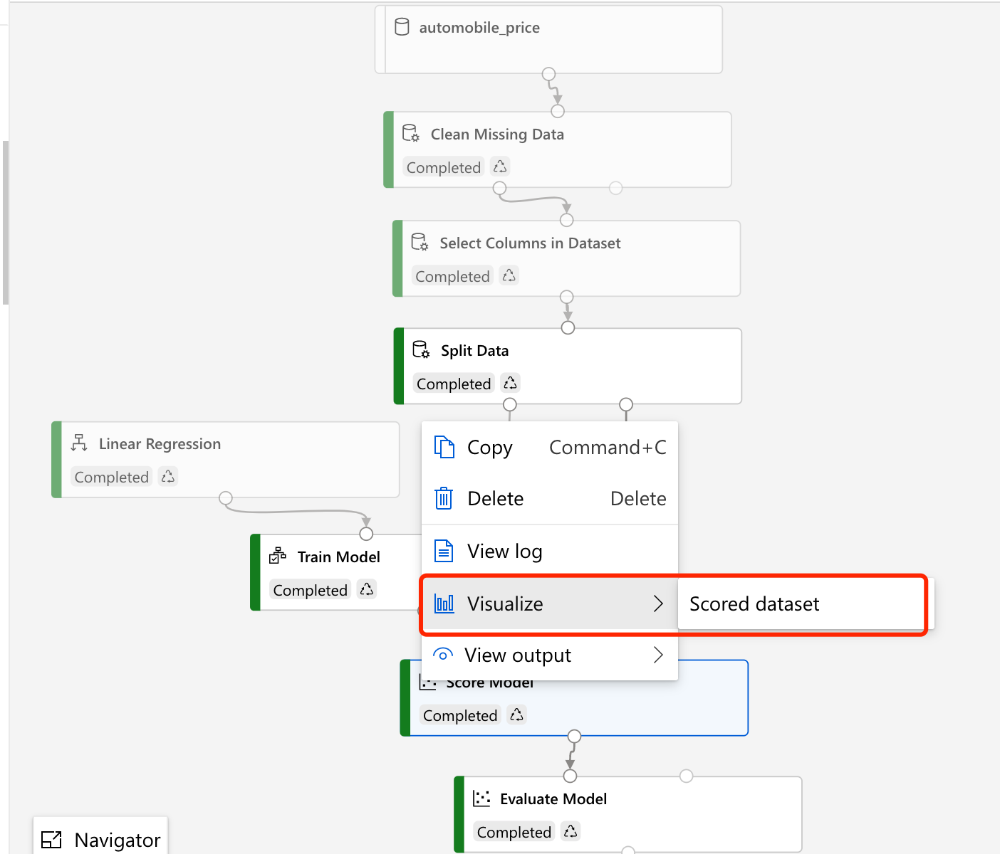 automobile_price
Clean Missing Data
Completed
Select Columns in Dataset
Completed
Split Data
Completed
Linear Regression
Completed
Copy Command+C
Delete Delete
Train Model
Completed
View log
Visualize
Scored dataset
View output
Score Model
Completed
Evaluate Model
Completed
Navigator